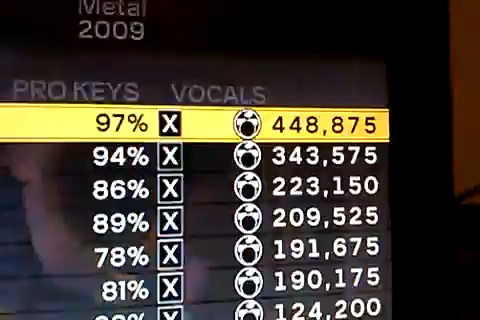 Metal
2009
PRO KEYS VOCALS
97% X 448,875
94% X 343,575
86% X 223,150
89% X 209,525
78% X 191,675
81% X 190,175
124,200